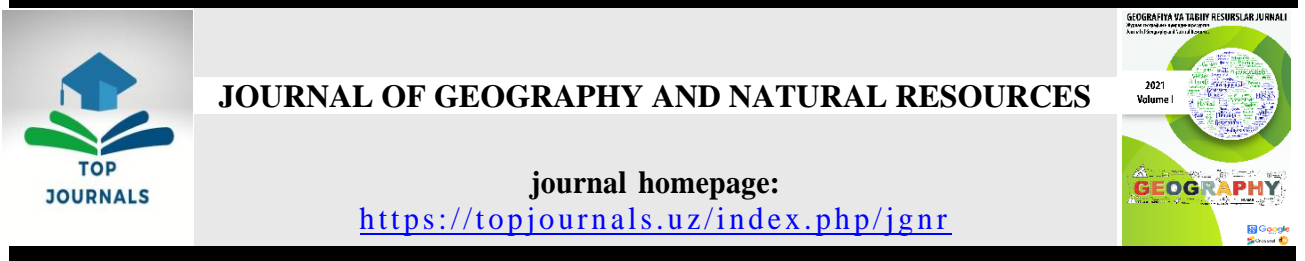 TOP
JOURNALS
JOURNAL OF GEOGRAPHY AND NATURAL RESOURCES
journal homepage:
https://topjournals.uz/index.php/jgnr
GEOGRAFIYA VA TABIIY RESURSLAR JURNALI
2021
Volume I
GEOGRAPHY
Google